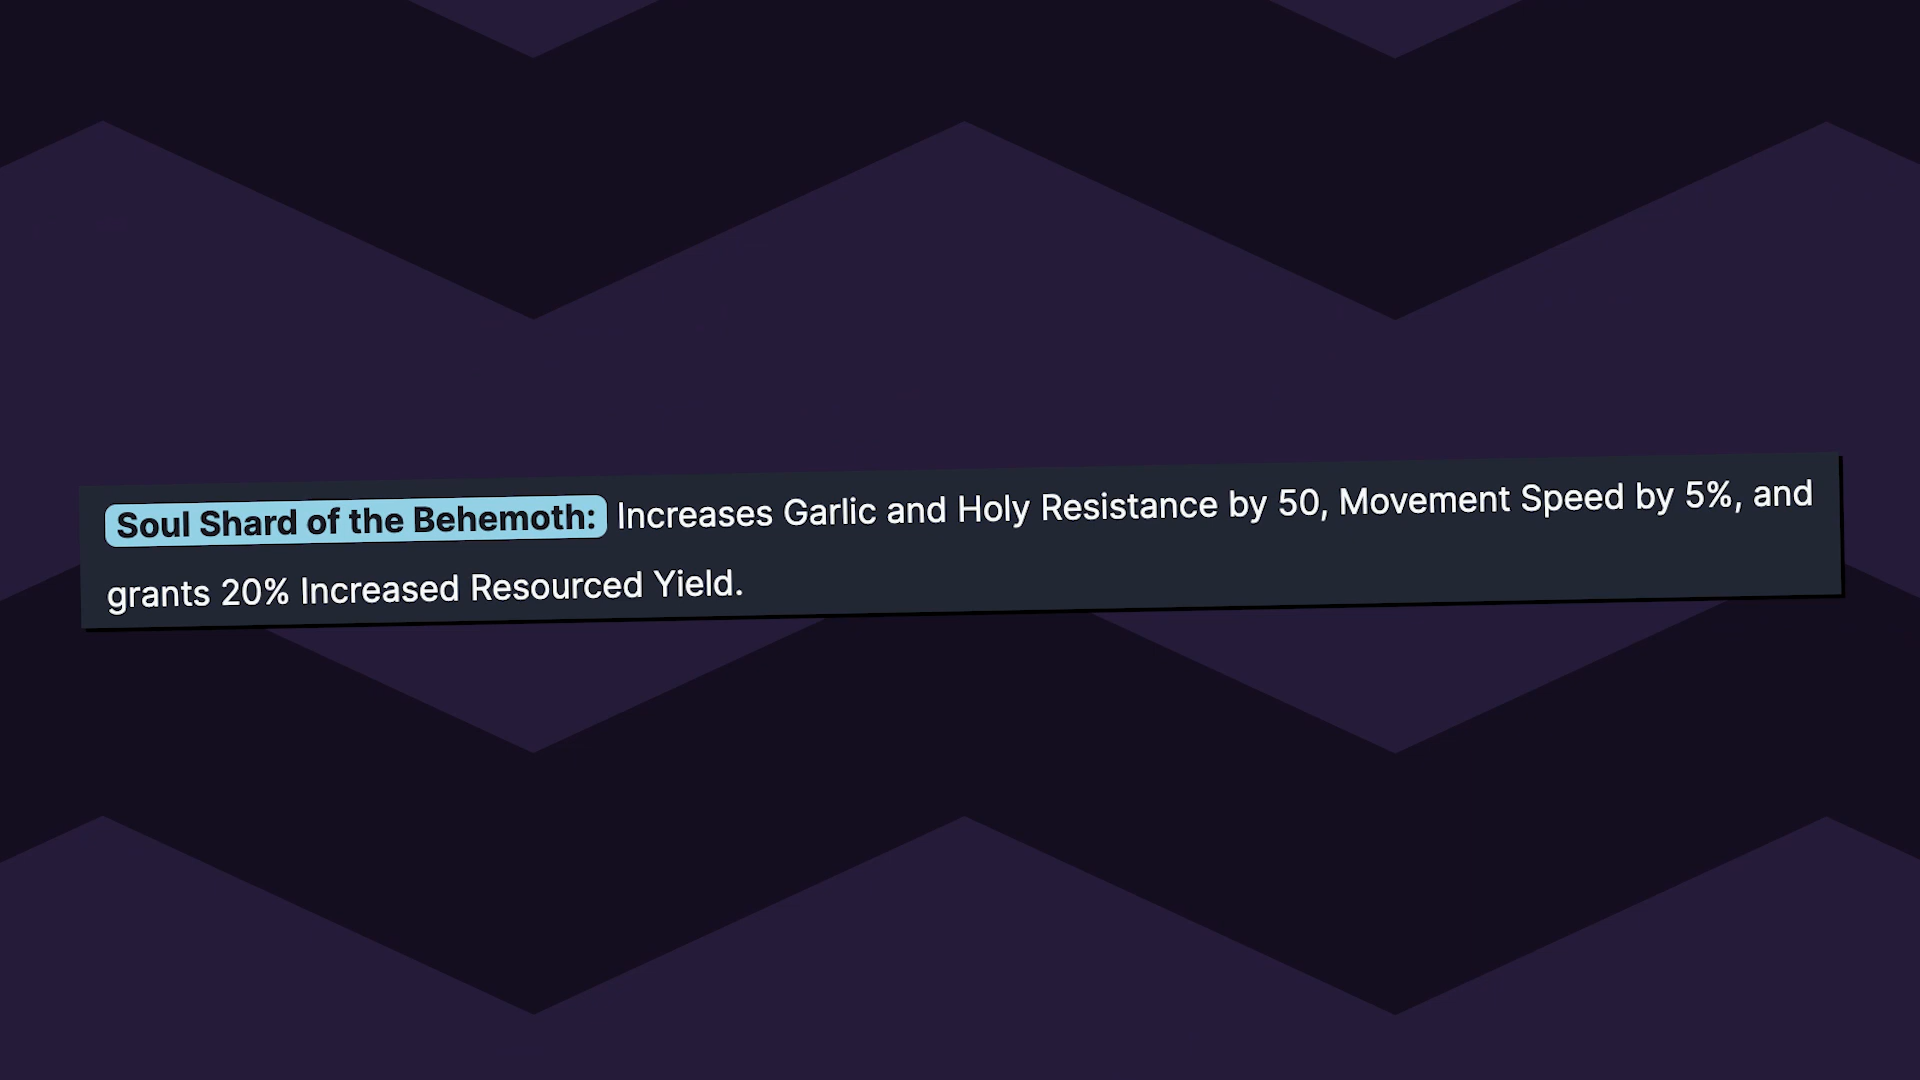 Soul Shard of the Behemoth: Increases Garlic and Holy Resistance by 50, Movement Speed by 5%, and
grants 20% Increased Resourced Yield.